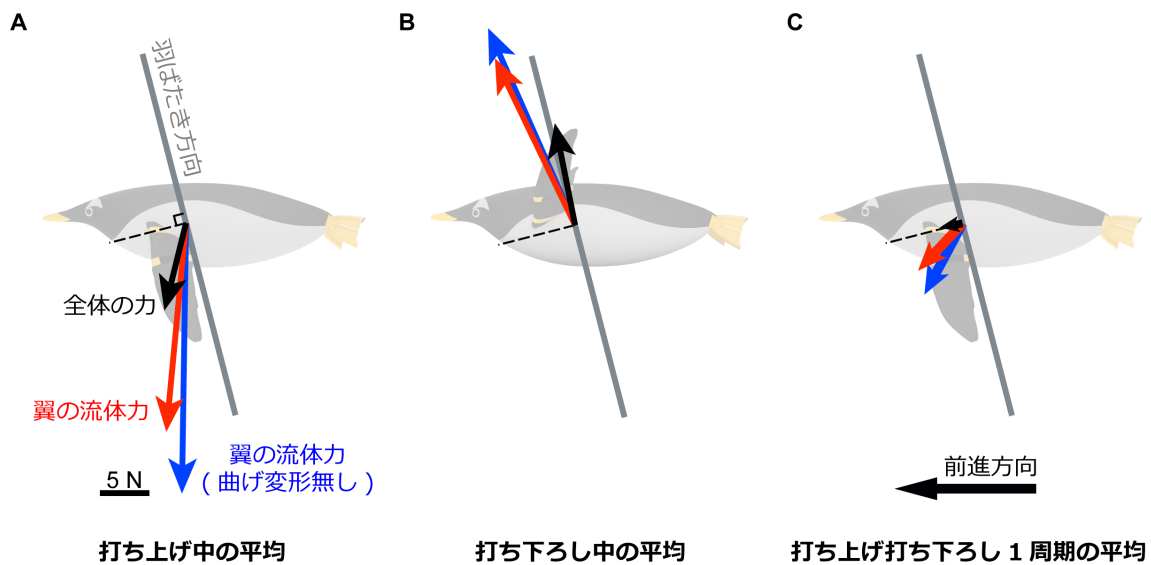 A
B
C
羽ばたき方向
全体の力
翼の流体力
翼の流体力
( 曲げ変形無し )
5 N
前進方向
打ち上げ中の平均
打ち下ろし中の平均
打ち上げ打ち下ろし 1 周期の平均